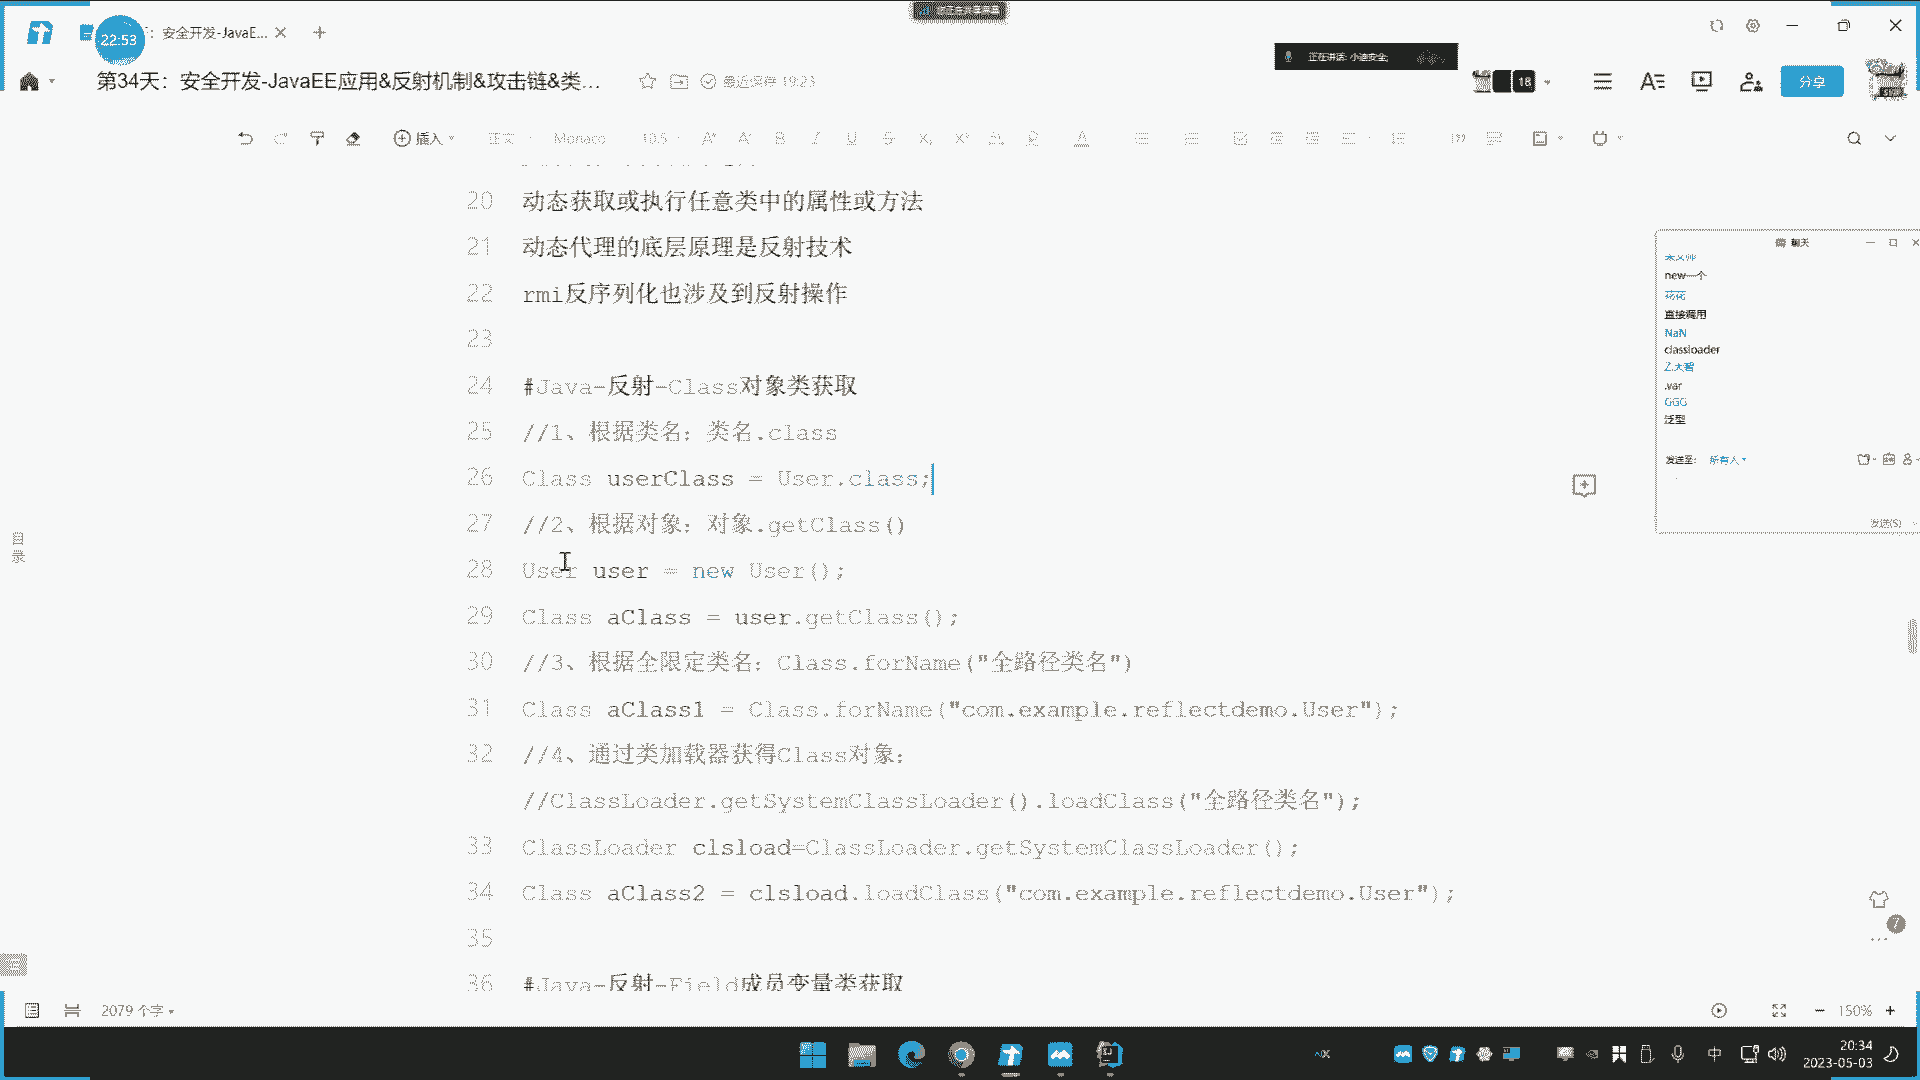 22:53
安全开发-JavaE...
正在讲话: 小迪安全;
第34天：安全开发-JavaEE应用&反射机制&攻击链&类...
最近保存 19:23
18
分享
插入
正文
Monaco
10.5
20 动态获取或执行任意类中的属性或方法
21 动态代理的底层原理是反射技术
22 rmi反序列化也涉及到反射操作
23
24 #Java-反射-Class对象类获取
25 //1、根据类名：类名.class
26 Class userClass = User.class;
27 //2、根据对象：对象.getClass()
28 User user = new User();
29 Class aClass = user.getClass();
30 //3、根据全限定类名：Class.forName("全路径类名")
31 Class aClass1 = Class.forName("com.example.reflectdemo.User");
32 //4、通过类加载器获得Class对象：
//ClassLoader.getSystemClassLoader().loadClass("全路径类名");
33 ClassLoader clsload=ClassLoader.getSystemClassLoader();
34 Class aClass2 = clsload.loadClass("com.example.reflectdemo.User");
35
36 #Java-反射-Field成员变量类获取
目录
聊天
new一个
花花
直接调用
NaN
classloader
Z.大智
.var
GGG
泛型
发送至: 所有人
发送(S)
7
2079 个字
150%
中
20:34
2023-05-03